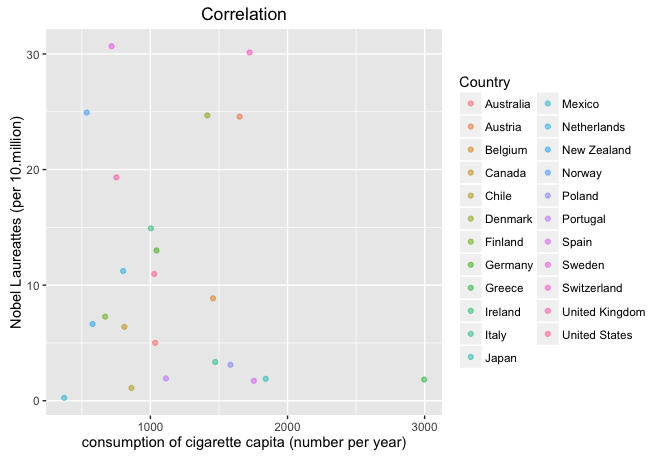 Correlation
Nobel Laureattes (per 10.million)
30
20
10
0
1000
2000
3000
consumption of cigarette capita (number per year)
Country
Australia
Austria
Belgium
Canada
Chile
Denmark
Finland
Germany
Greece
Ireland
Italy
Japan
Mexico
Netherlands
New Zealand
Norway
Poland
Portugal
Spain
Sweden
Switzerland
United Kingdom
United States